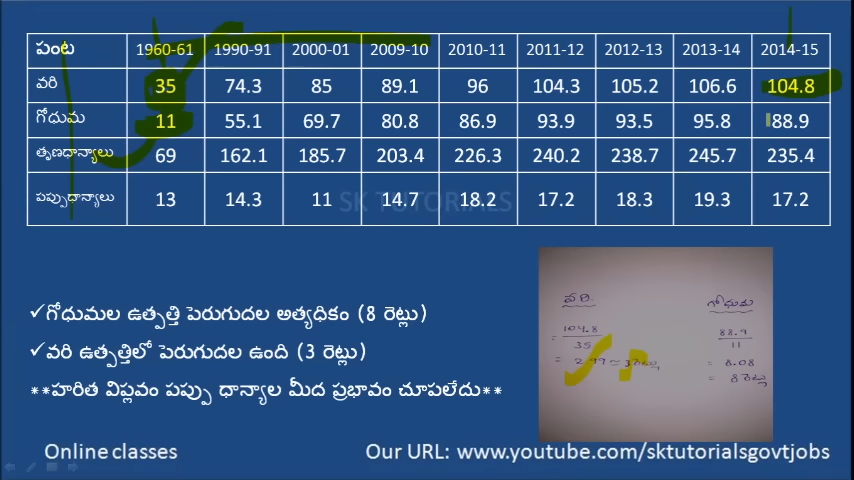 పంట 1960-61 1990-91 2000-01 2009-10 2010-11 2011-12 2012-13 2013-14 2014-15
వరి 35 74.3 85 89.1 96 104.3 105.2 106.6 104.8
గోధుమ 11 55.1 69.7 80.8 86.9 93.9 93.5 95.8 88.9
తృణధాన్యాలు 69 162.1 185.7 203.4 226.3 240.2 238.7 245.7 235.4
పప్పుధాన్యాలు 13 14.3 11 14.7 18.2 17.2 18.3 19.3 17.2
SK TUTORIALS
✓గోధుమల ఉత్పత్తి పెరుగుదల అత్యధికం (8 రెట్లు)
✓వరి ఉత్పత్తిలో పెరుగుదల ఉంది (3 రెట్లు)
**హరిత విప్లవం పప్పు ధాన్యాల మీద ప్రభావం చూపలేదు**
వరి. గోధుమ
= 104.8 / 35 88.9 / 11
= 2.99 ≈ 3 రెట్లు = 8.08
= 8 రెట్లు
Online classes Our URL: www.youtube.com/sktutorialsgovtjobs